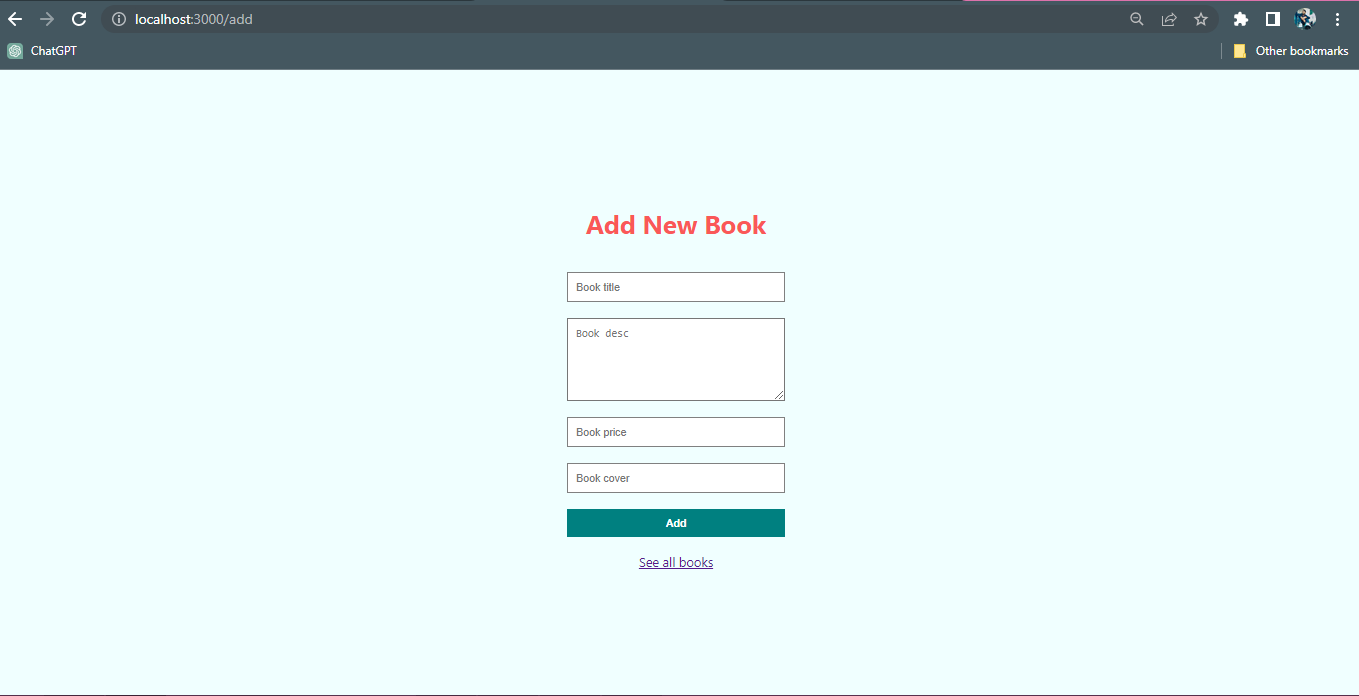 localhost:3000/add
ChatGPT
Other bookmarks
Add New Book
Book title
Book desc
Book price
Book cover
Add
See all books